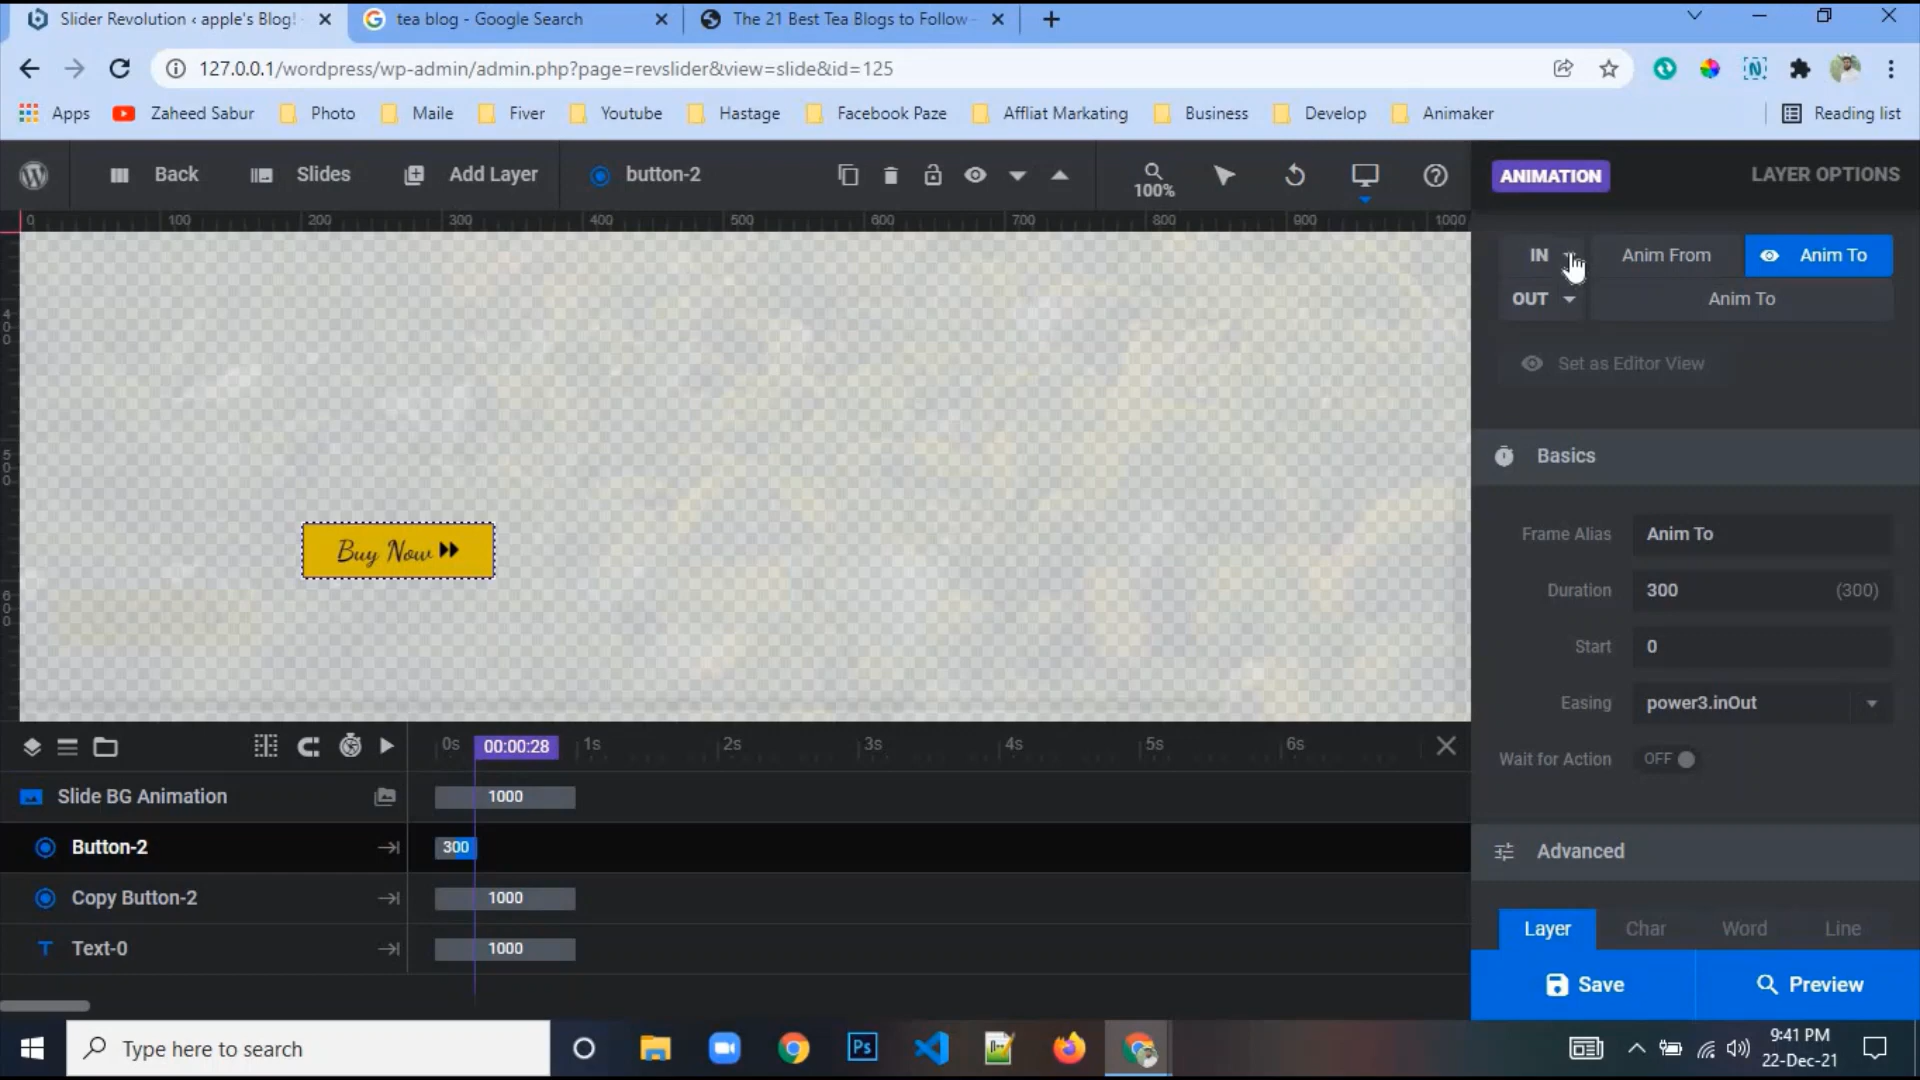 Slider Revolution ‹ apple's Blog!
tea blog - Google Search
The 21 Best Tea Blogs to Follow -
127.0.0.1/wordpress/wp-admin/admin.php?page=revslider&view=slide&id=125
Apps
Zaheed Sabur
Photo
Maile
Fiver
Youtube
Hastage
Facebook Paze
Affliat Marketing
Business
Develop
Animaker
Reading list
Back
Slides
Add Layer
button-2
100%
ANIMATION
LAYER OPTIONS
0 100 200 300 400 500 600 700 800 900 1000
400
500
600
IN
Anim From
Anim To
OUT
Anim To
Set as Editor View
Basics
Frame Alias
Anim To
Duration
300
(300)
Start
0
Easing
power3.inOut
Wait for Action
OFF
Advanced
Layer
Char
Word
Line
Save
Preview
Buy Now
0s
00:00:28
1s
2s
3s
4s
5s
6s
Slide BG Animation
1000
Button-2
300
Copy Button-2
1000
Text-0
1000
Type here to search
Ps
9:41 PM
22-Dec-21